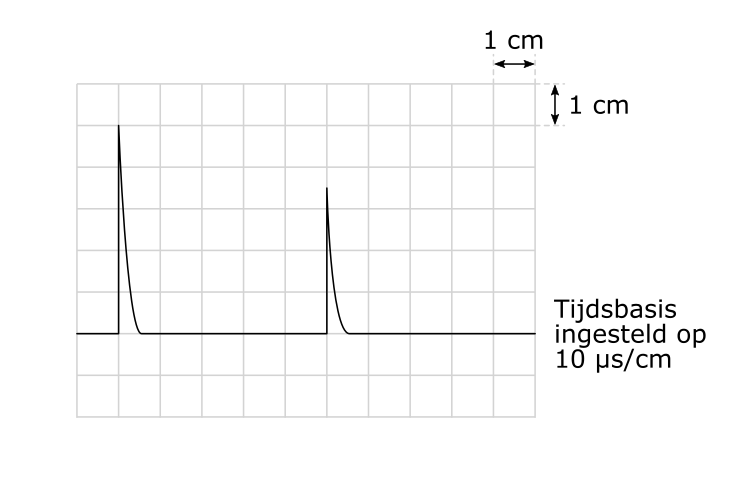 1 cm
1 cm
Tijdsbasis
ingesteld op
10 µs/cm